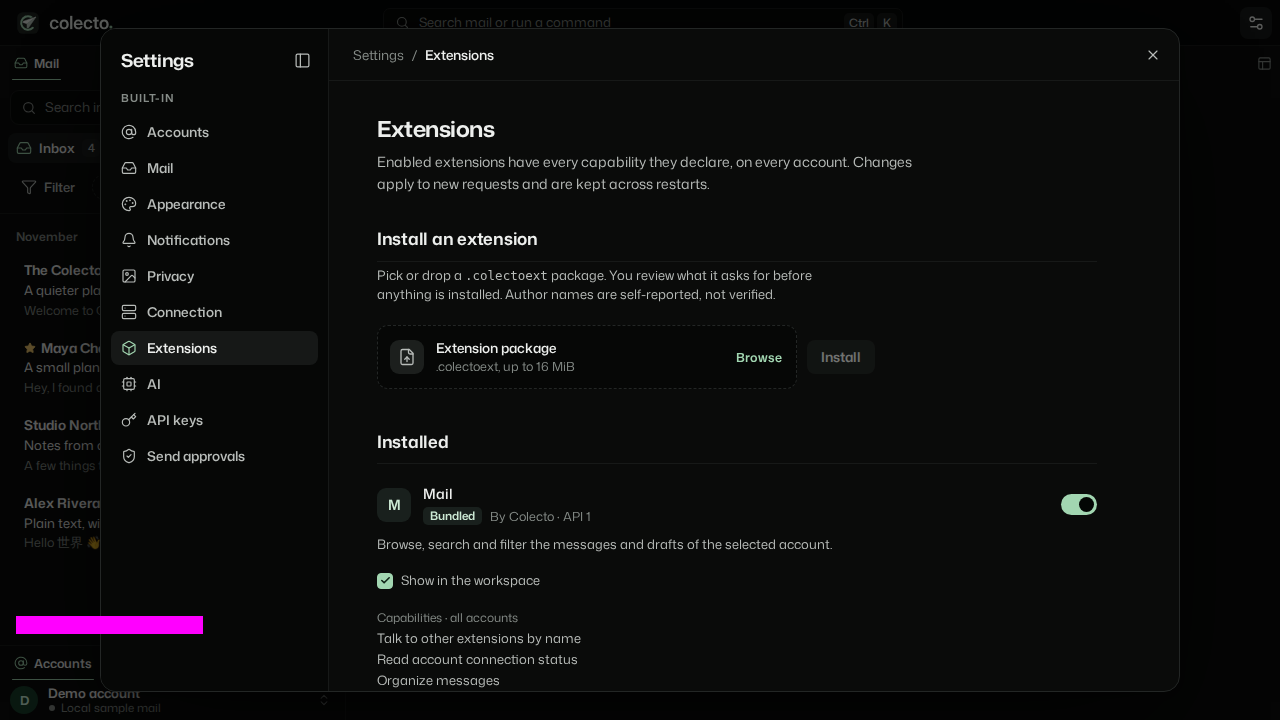 colecto.
Search mail or run a command
Ctrl K
Mail
Search in
Inbox 4
Filter
November
The Colecto
A quieter pla
Welcome to
Maya Che
A small plan
Hey, I found
Studio North
Notes from
A few things
Alex Rivera
Plain text, wi
Hello 世界 👋
Accounts
D
Demo account
Local sample mail
Settings
BUILT-IN
Accounts
Mail
Appearance
Notifications
Privacy
Connection
Extensions
AI
API keys
Send approvals
Settings / Extensions
Extensions
Enabled extensions have every capability they declare, on every account. Changes
apply to new requests and are kept across restarts.
Install an extension
Pick or drop a .colectoext package. You review what it asks for before
anything is installed. Author names are self-reported, not verified.
Extension package
.colectoext, up to 16 MiB
Browse
Install
Installed
M
Mail
Bundled By Colecto · API 1
Browse, search and filter the messages and drafts of the selected account.
Show in the workspace
Capabilities · all accounts
Talk to other extensions by name
Read account connection status
Organize messages